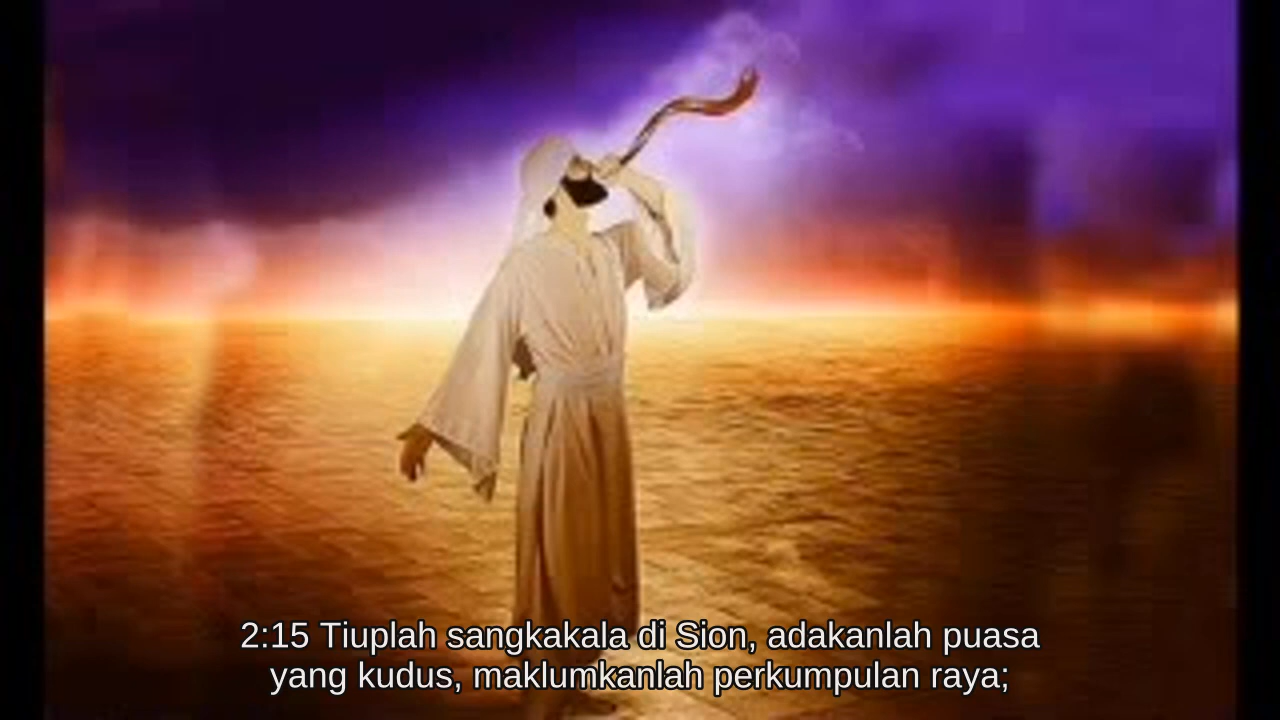 2:15 Tiuplah sangkakala di Sion, adakanlah puasa
yang kudus, maklumkanlah perkumpulan raya;